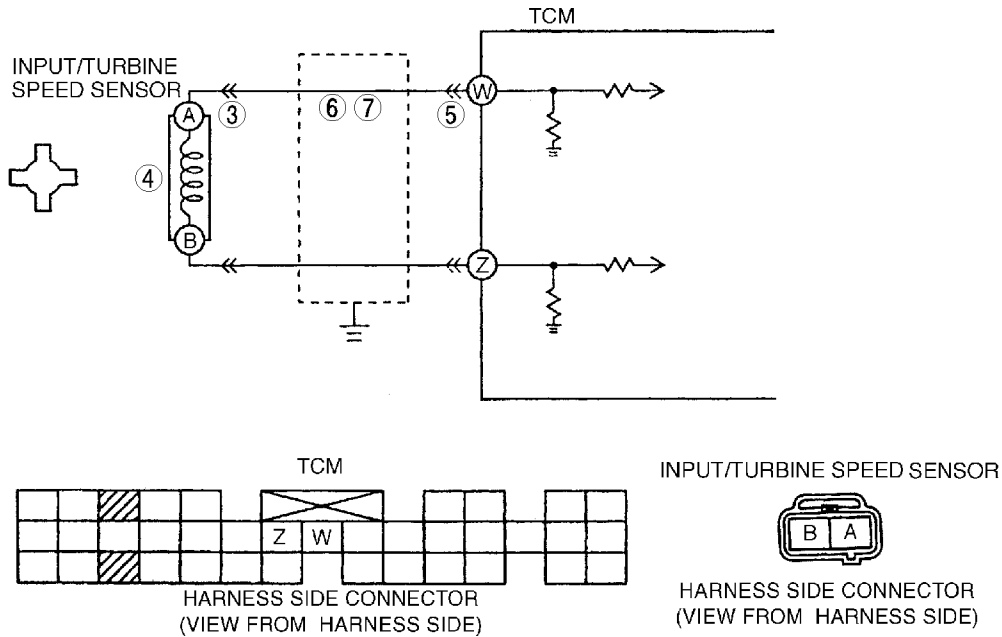 TCM
INPUT/TURBINE
SPEED SENSOR
A
③
⑥ ⑦
⑤
W
④
B
Z
TCM
Z W
HARNESS SIDE CONNECTOR
(VIEW FROM HARNESS SIDE)
INPUT/TURBINE SPEED SENSOR
B A
HARNESS SIDE CONNECTOR
(VIEW FROM HARNESS SIDE)